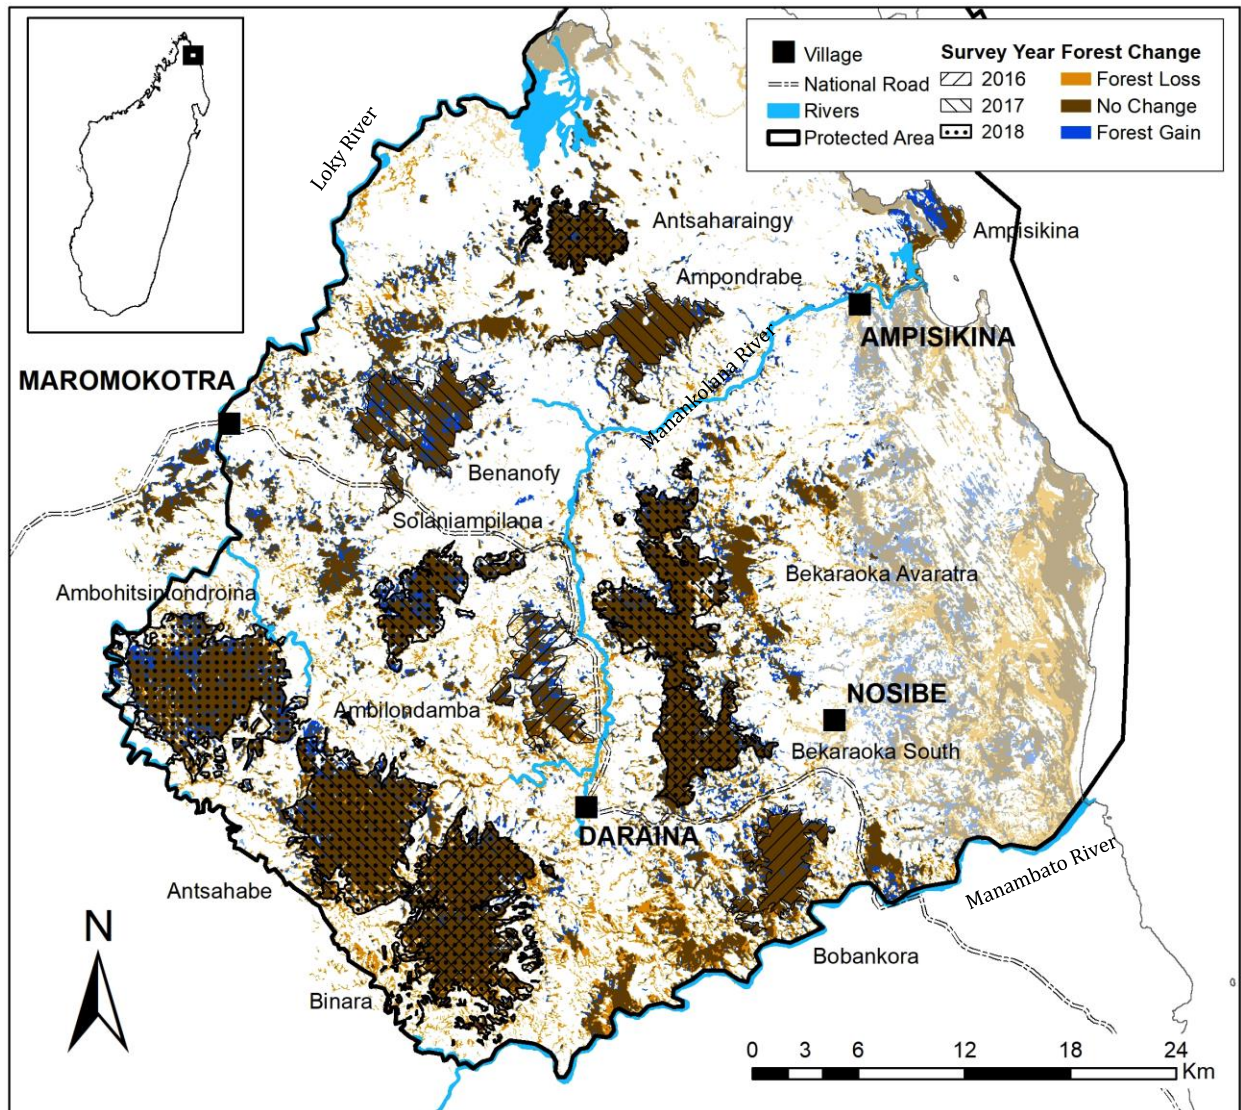 Village
National Road
Rivers
Protected Area
Survey Year
2016
2017
2018
Forest Change
Forest Loss
No Change
Forest Gain
Loky River
Antsaharaingy
Ampisikina
Ampondrabe
AMPISIKINA
MAROMOKOTRA
Manankolana River
Benanofy
Solaniampilana
Bekaraoka Avaratra
Ambohitsintondroina
NOSIBE
Ambilondamba
Bekaraoka South
DARAINA
Manambato River
Antsahabe
N
Bobankora
Binara
0 3 6 12 18 24
Km